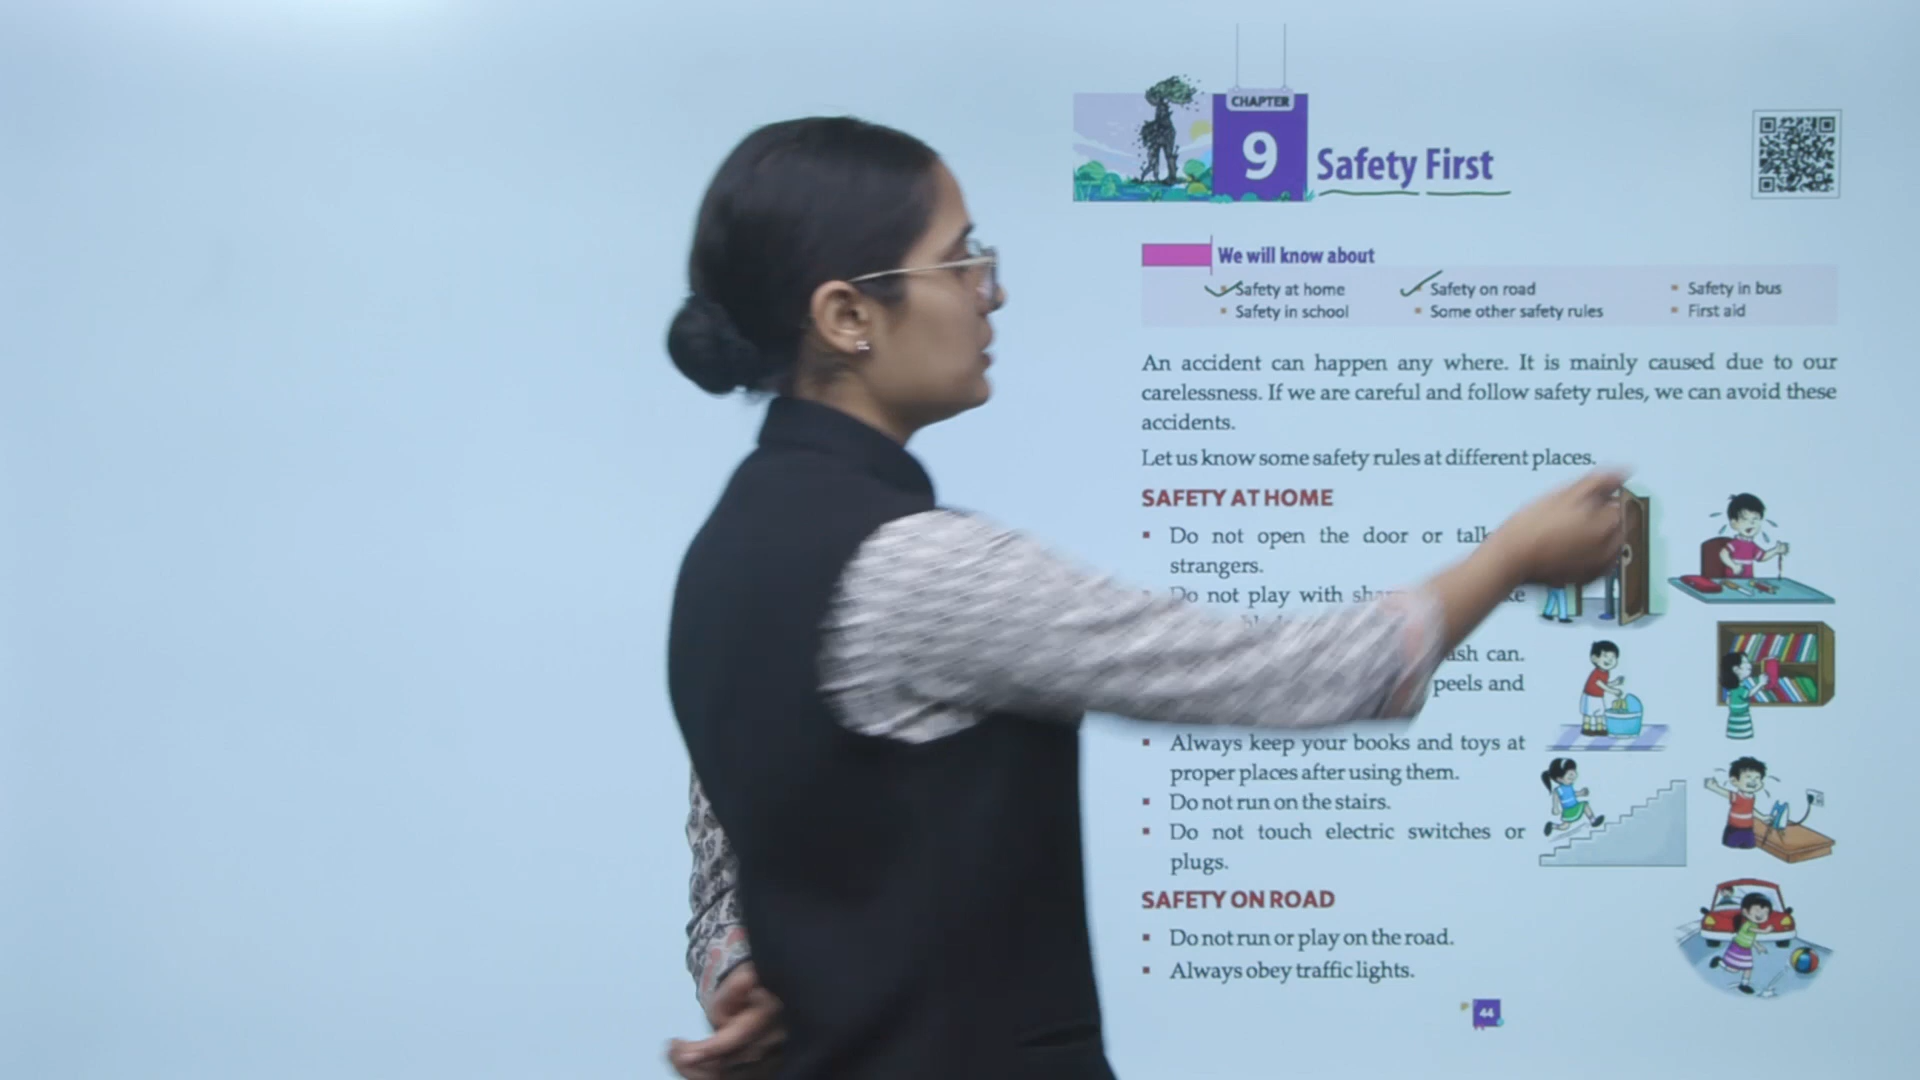 CHAPTER
9
Safety First
We will know about
Safety at home
Safety on road
Safety in bus
Safety in school
Some other safety rules
First aid
An accident can happen any where. It is mainly caused due to our
carelessness. If we are careful and follow safety rules, we can avoid these
accidents.
Let us know some safety rules at different places.
SAFETY AT HOME
Do not open the door or talk
strangers.
Do not play with
can.
peels and
Always keep your books and toys at
proper places after using them.
Do not run on the stairs.
Do not touch electric switches or
plugs.
SAFETY ON ROAD
Do not run or play on the road.
Always obey traffic lights.
44